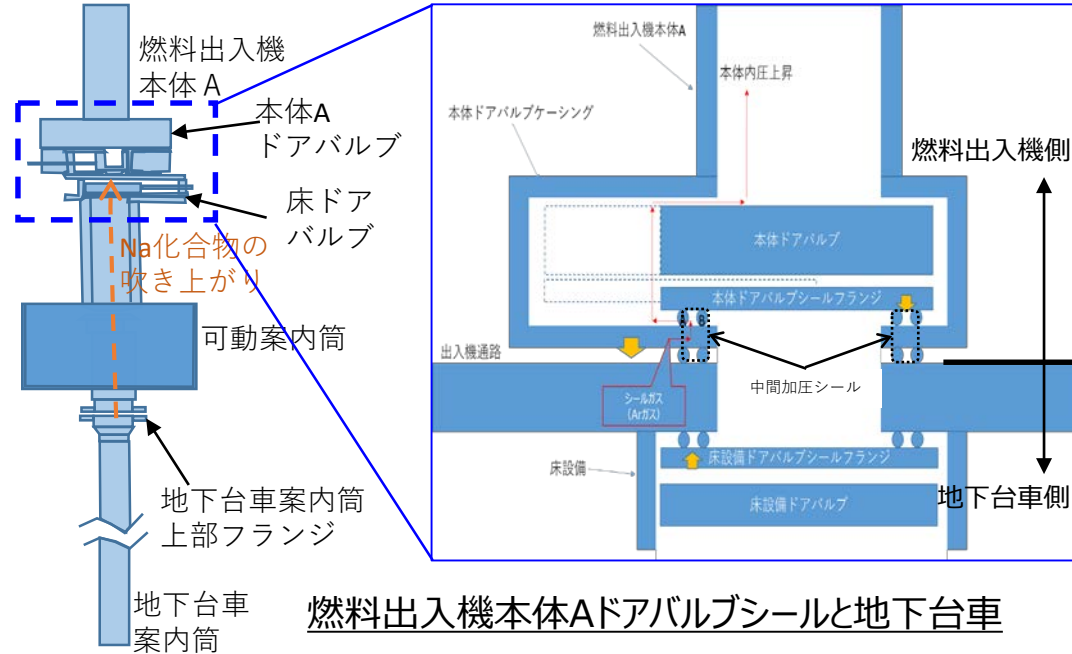 燃料出入機
本体 A
本体A
ドアバルブ
床ドア
バルブ
Na化合物の
吹き上がり
可動案内筒
地下台車案内筒
上部フランジ
地下台車
案内筒
燃料出入機本体A
本体内圧上昇
本体ドアバルブケーシング
燃料出入機側
本体ドアバルブ
本体ドアバルブシールフランジ
A B
出入機通路
中間加圧シール
シールガス
(Arガス)
床設備
床設備ドアバルブシールフランジ
地下台車側
床設備ドアバルブ
燃料出入機本体Aドアバルブシールと地下台車